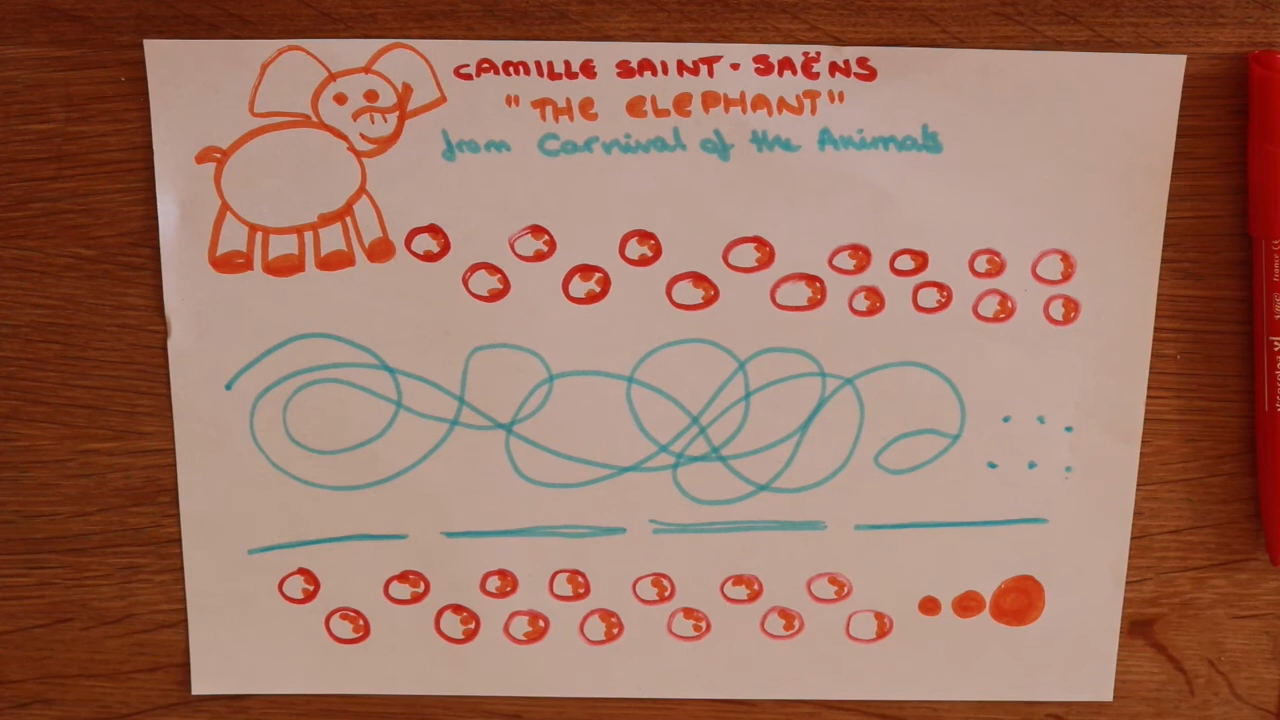 CAMILLE SAINT-SAËNS
"THE ELEPHANT"
from Carnival of the Animals